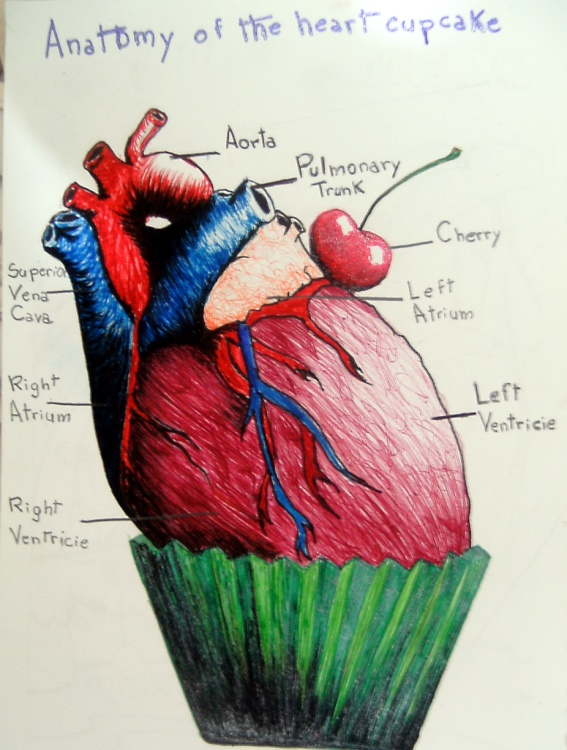 Anatomy of the heart cupcake
Aorta
Pulmonary
Trunk
Cherry
Superior
Vena
Cava
Left
Atrium
Right
Atrium
Left
Ventricie
Right
Ventricie